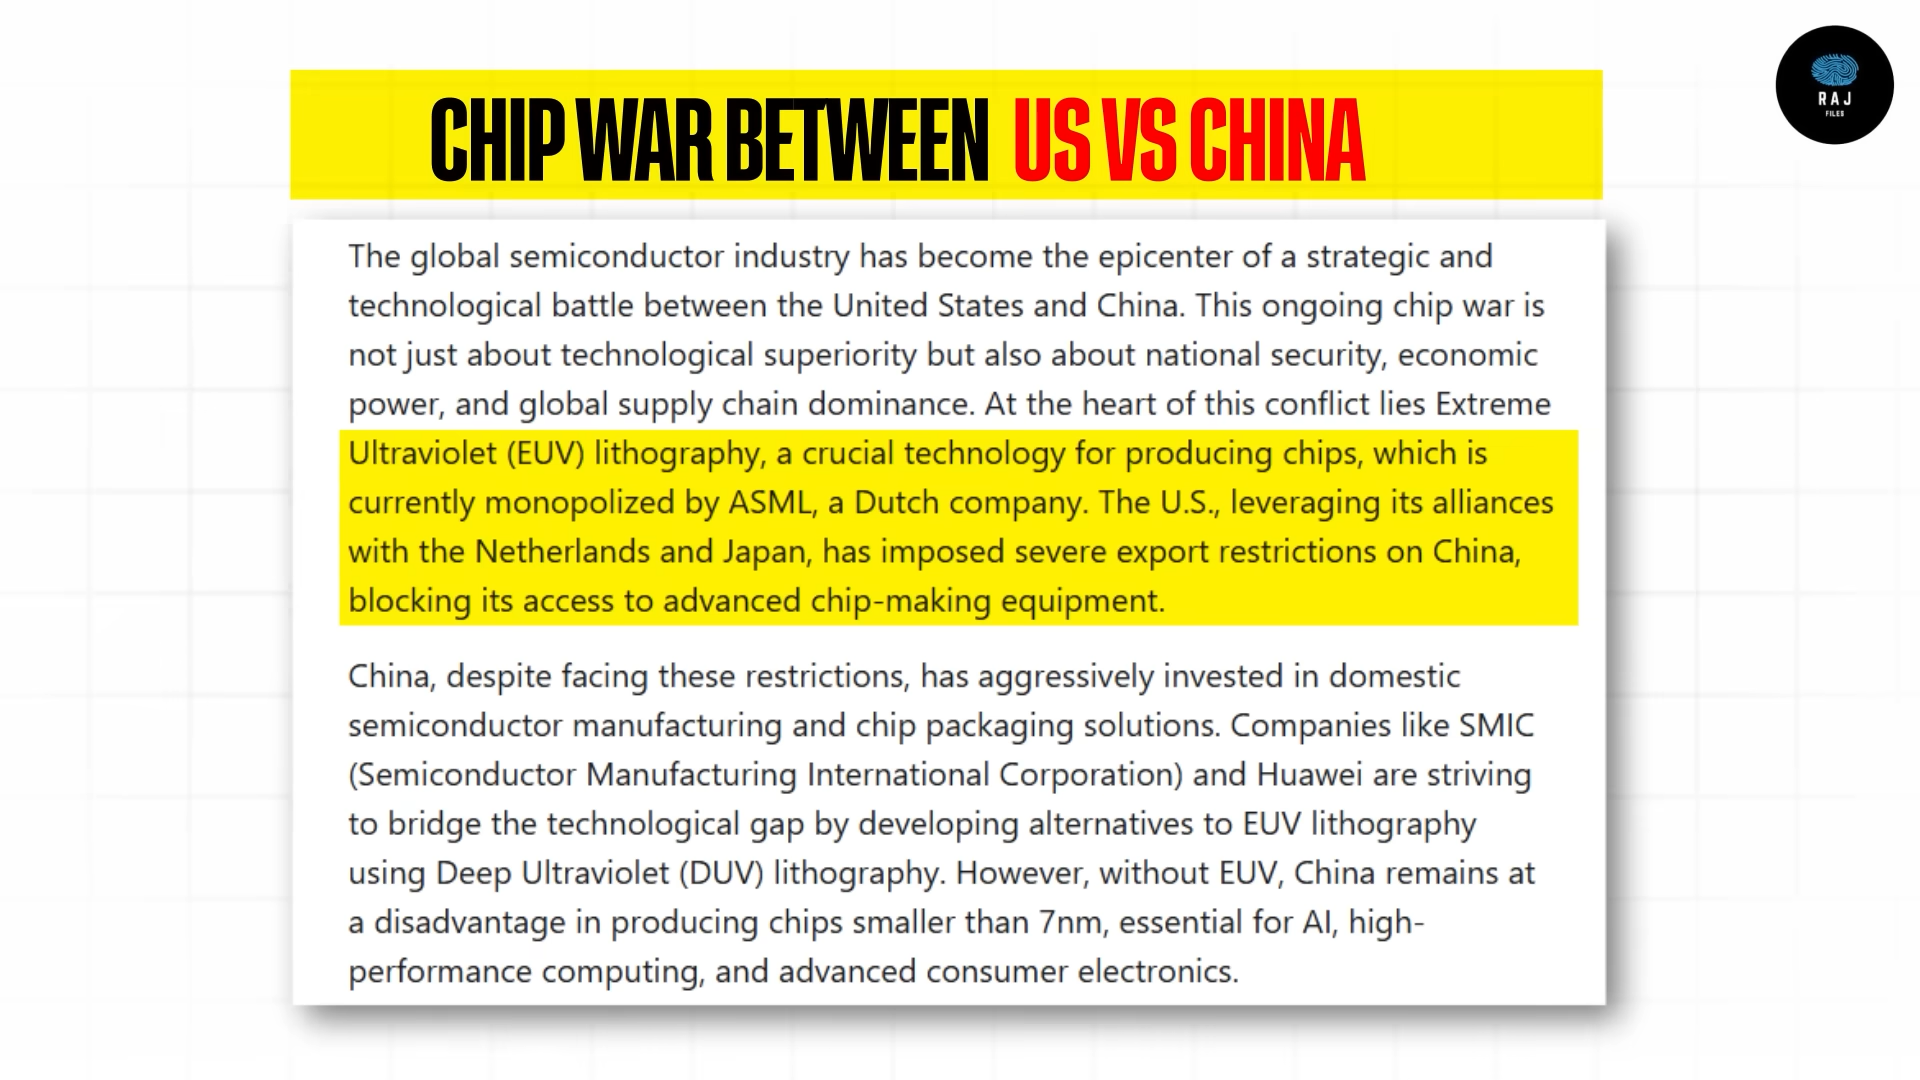 CHIP WAR BETWEEN US VS CHINA
RAJ
FILES
The global semiconductor industry has become the epicenter of a strategic and
technological battle between the United States and China. This ongoing chip war is
not just about technological superiority but also about national security, economic
power, and global supply chain dominance. At the heart of this conflict lies Extreme
Ultraviolet (EUV) lithography, a crucial technology for producing chips, which is
currently monopolized by ASML, a Dutch company. The U.S., leveraging its alliances
with the Netherlands and Japan, has imposed severe export restrictions on China,
blocking its access to advanced chip-making equipment.
China, despite facing these restrictions, has aggressively invested in domestic
semiconductor manufacturing and chip packaging solutions. Companies like SMIC
(Semiconductor Manufacturing International Corporation) and Huawei are striving
to bridge the technological gap by developing alternatives to EUV lithography
using Deep Ultraviolet (DUV) lithography. However, without EUV, China remains at
a disadvantage in producing chips smaller than 7nm, essential for AI, high-
performance computing, and advanced consumer electronics.